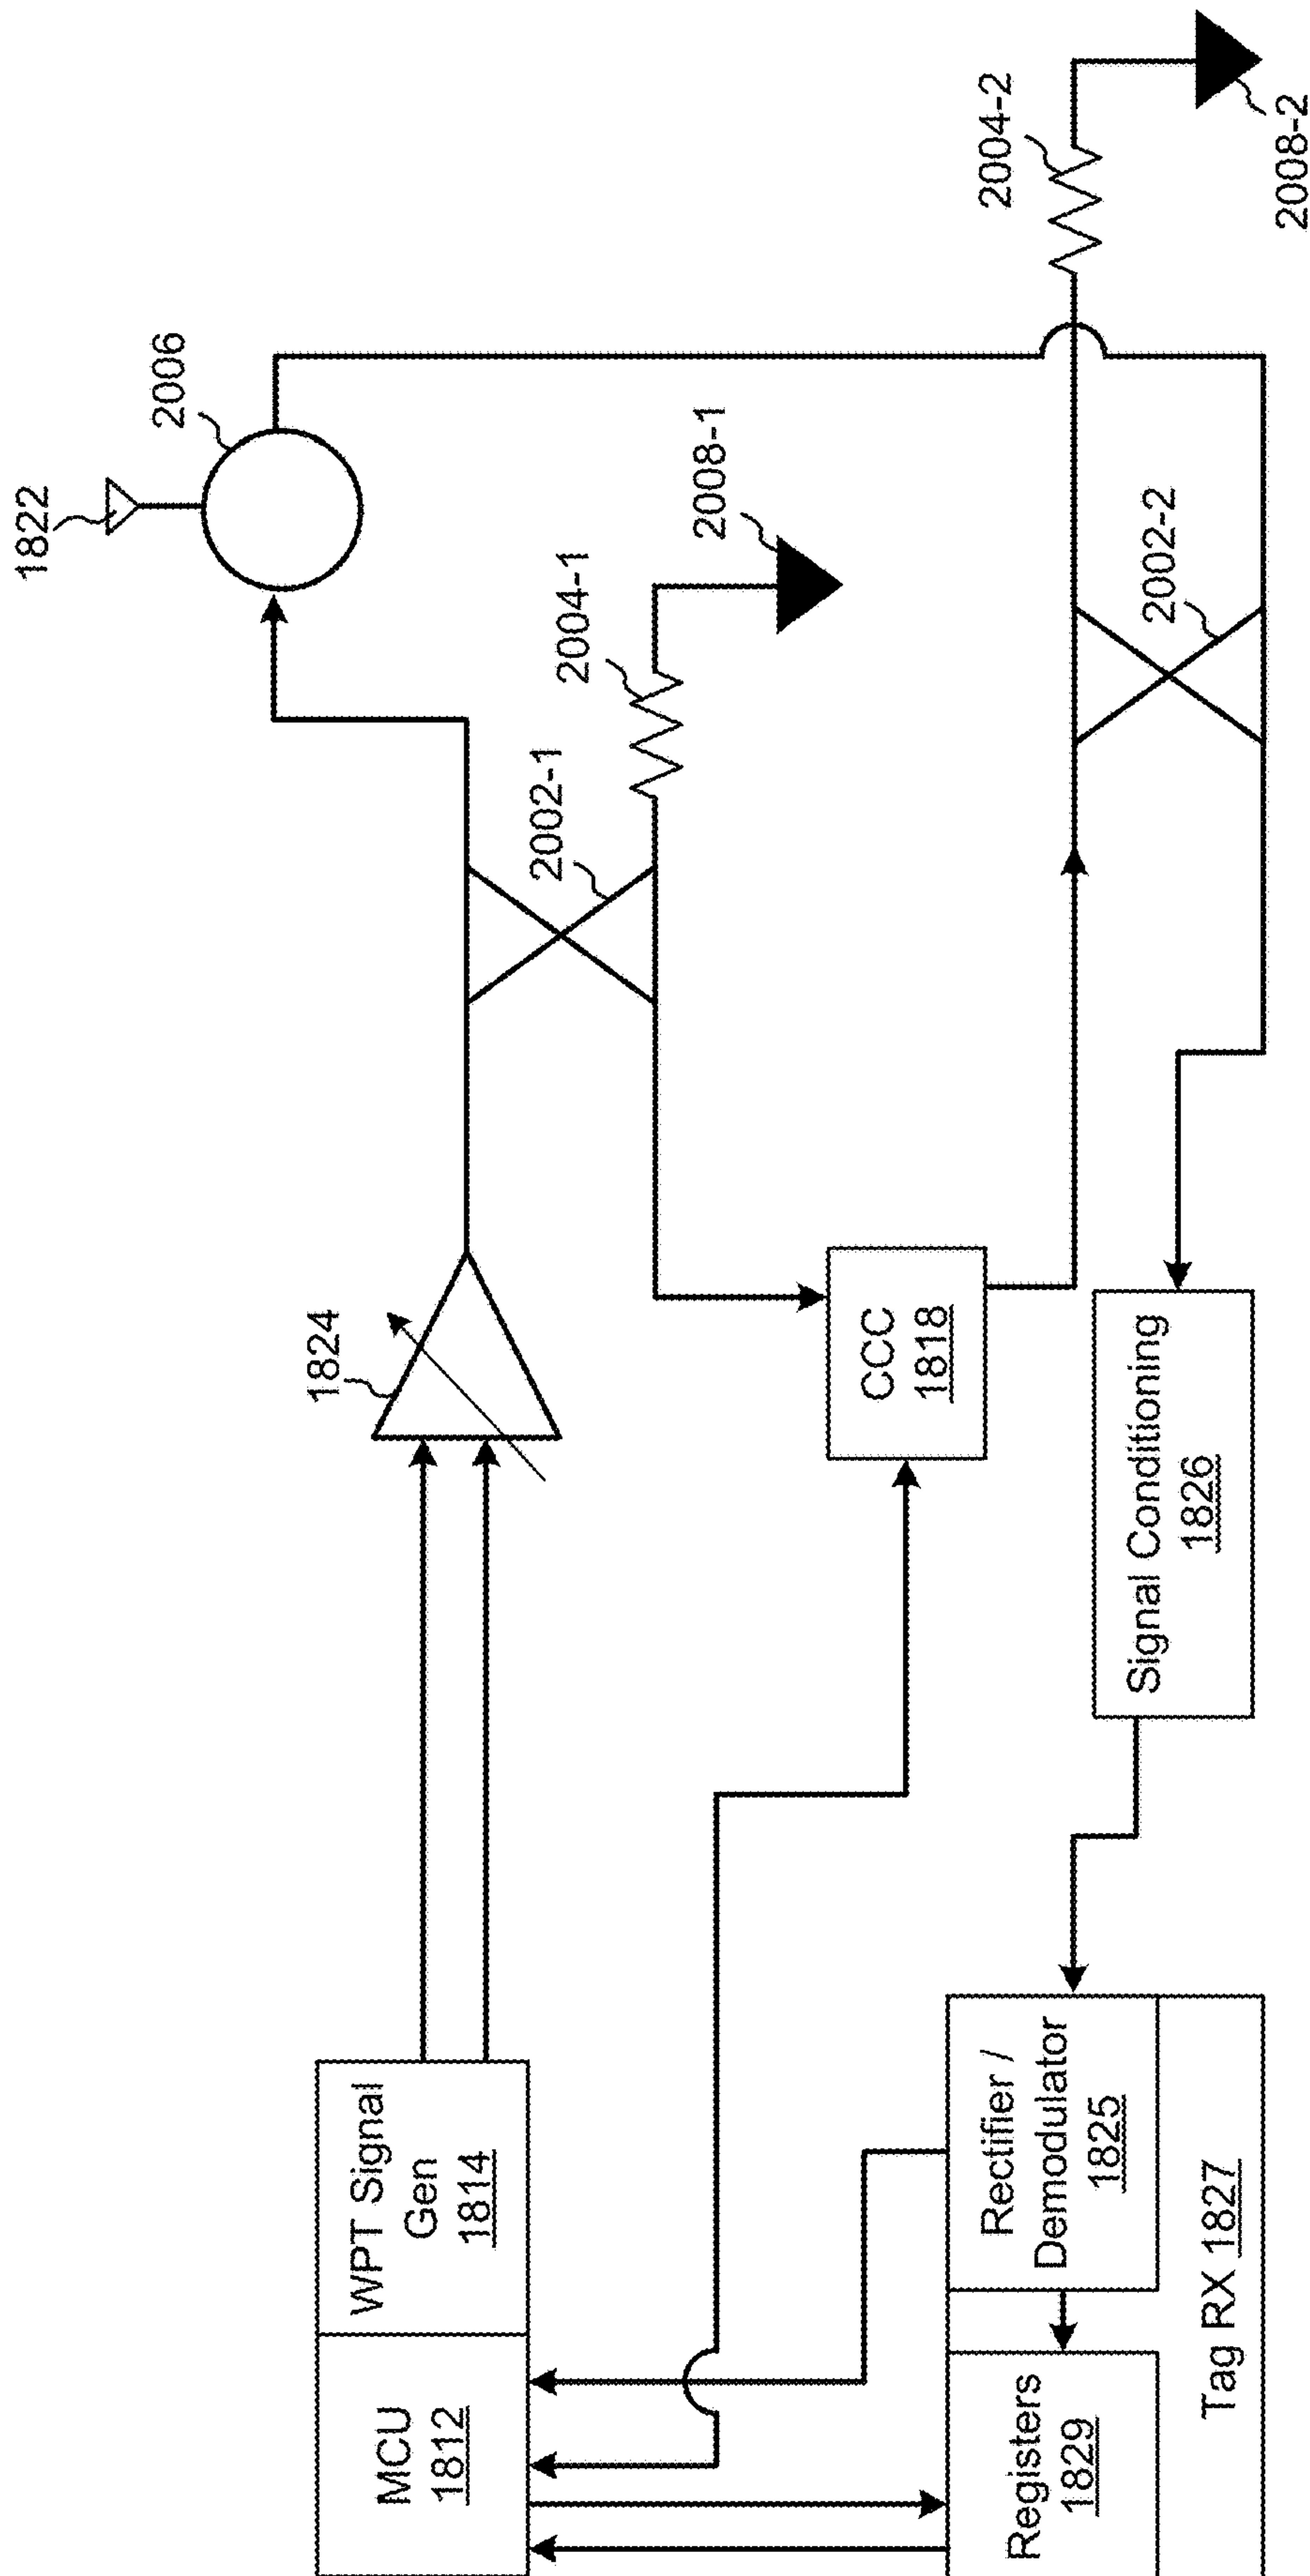 1822
2006
1824
2002-1
2004-1
2008-1
2004-2
2008-2
2002-2
MCU
1812
WPT Signal
Gen
1814
CCC
1818
Signal Conditioning
1826
Registers
1829
Rectifier /
Demodulator
1825
Tag RX 1827